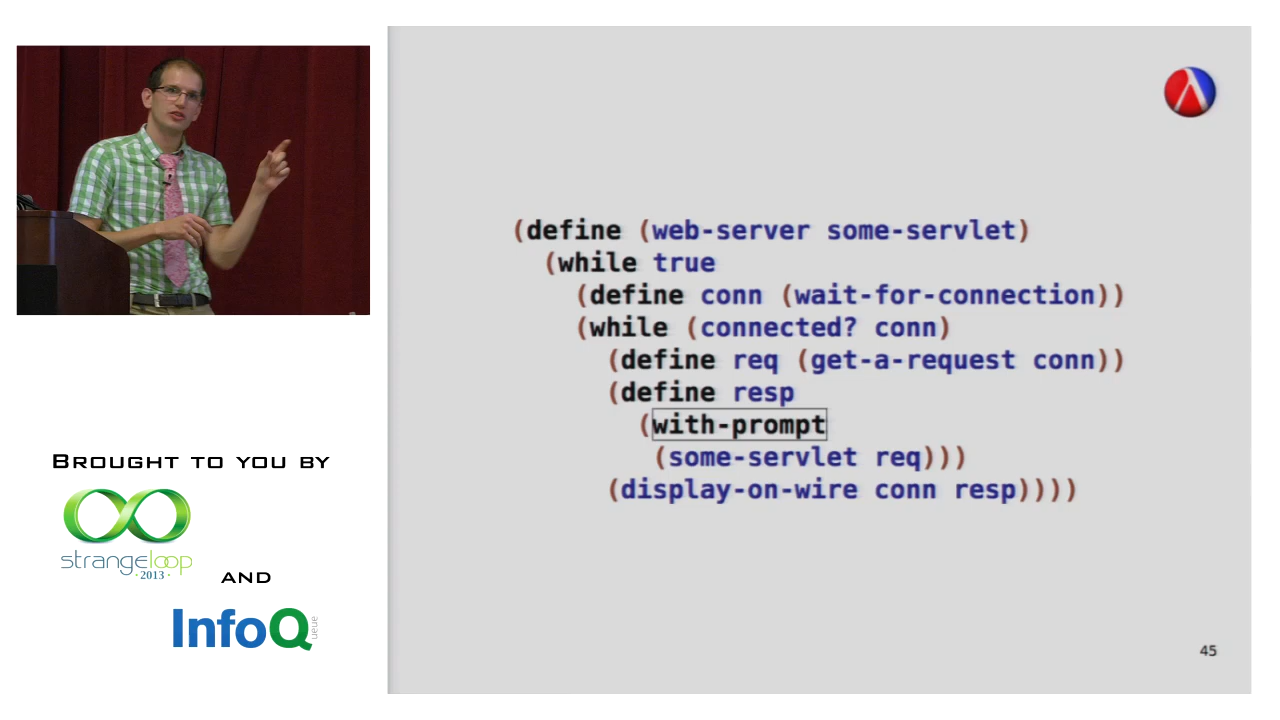 (define (web-server some-servlet)
(while true
(define conn (wait-for-connection))
(while (connected? conn)
(define req (get-a-request conn))
(define resp
(with-prompt
(some-servlet req)))
(display-on-wire conn resp))))
45
BROUGHT TO YOU BY
strangeloop
·2013·
AND
InfoQ
ueue